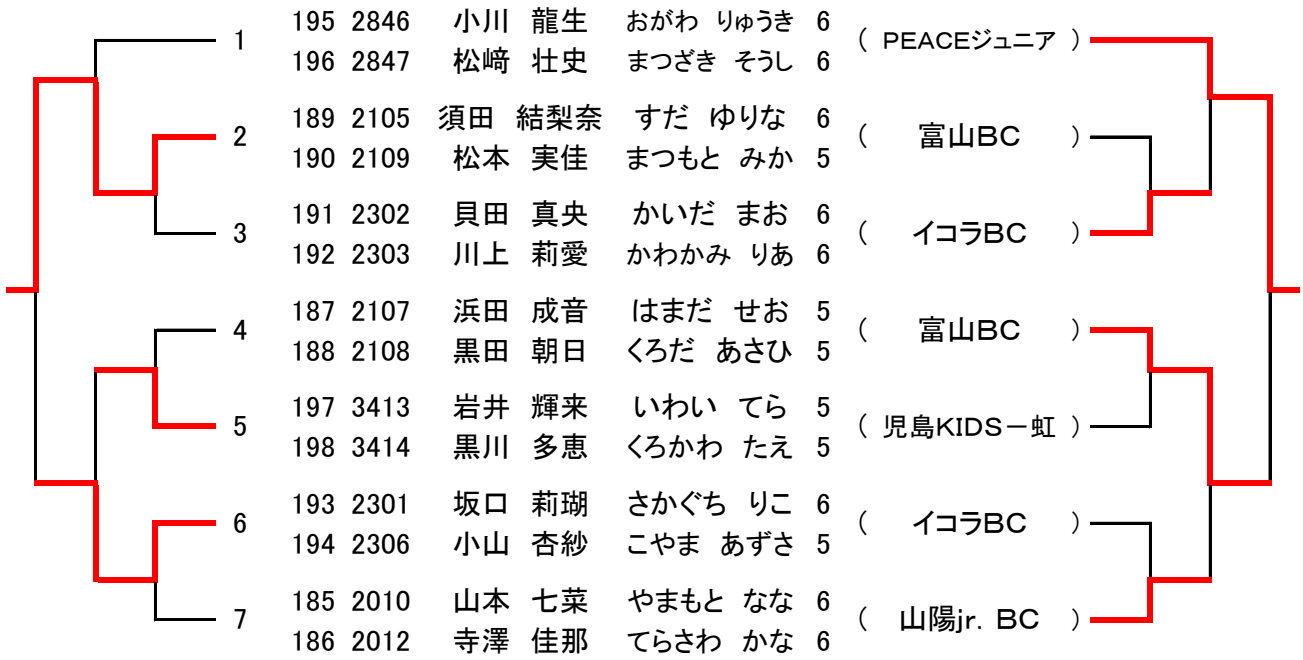 195 2846 小川 龍生 おがわ りゅうき 6
1 ( PEACEジュニア )
196 2847 松﨑 壮史 まつざき そうし 6
189 2105 須田 結梨奈 すだ ゆりな 6
2 ( 富山BC )
190 2109 松本 実佳 まつもと みか 5
191 2302 貝田 真央 かいだ まお 6
3 ( イコラBC )
192 2303 川上 莉愛 かわかみ りあ 6
187 2107 浜田 成音 はまだ せお 5
4 ( 富山BC )
188 2108 黒田 朝日 くろだ あさひ 5
197 3413 岩井 輝来 いわい てら 5
5 ( 児島KIDS－虹 )
198 3414 黒川 多恵 くろかわ たえ 5
193 2301 坂口 莉瑚 さかぐち りこ 6
6 ( イコラBC )
194 2306 小山 杏紗 こやま あずさ 5
185 2010 山本 七菜 やまもと なな 6
7 ( 山陽jr. BC )
186 2012 寺澤 佳那 てらさわ かな 6